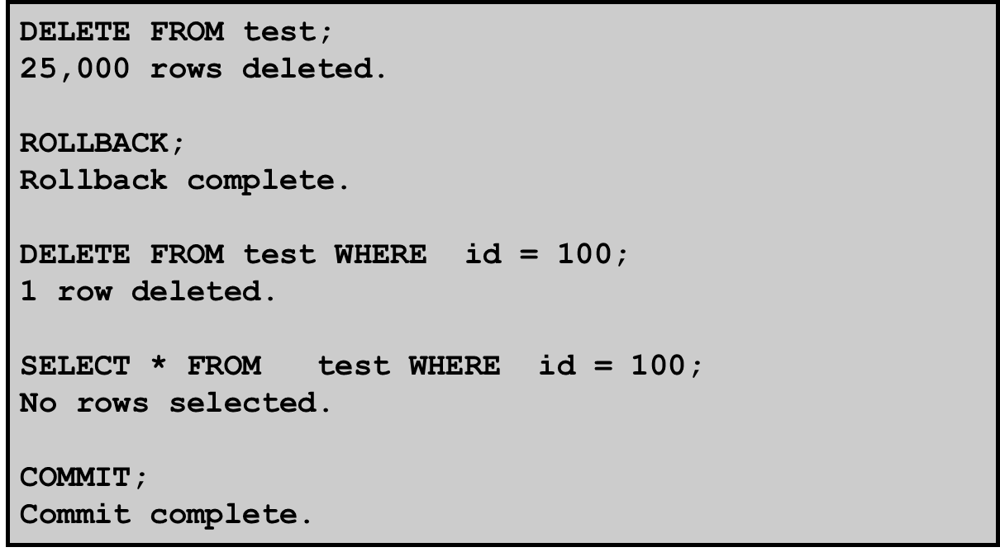 DELETE FROM test;
25,000 rows deleted.
ROLLBACK;
Rollback complete.
DELETE FROM test WHERE  id = 100;
1 row deleted.
SELECT * FROM   test WHERE  id = 100;
No rows selected.
COMMIT;
Commit complete.